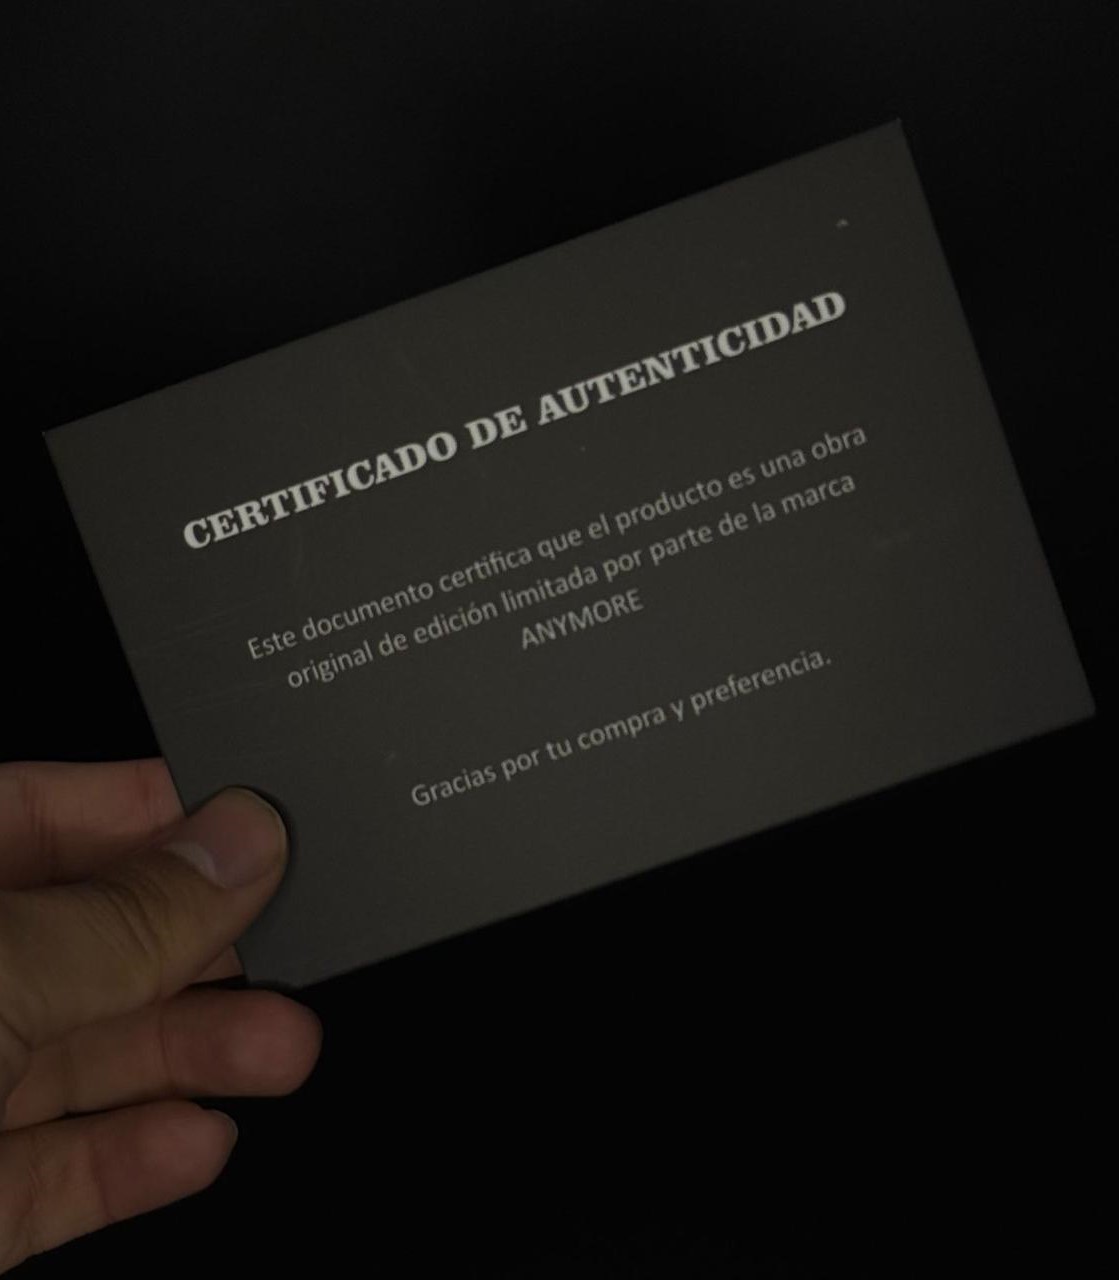 CERTIFICADO DE AUTENTICIDAD
Este documento certifica que el producto es una obra
original de edición limitada por parte de la marca
ANYMORE
Gracias por tu compra y preferencia.